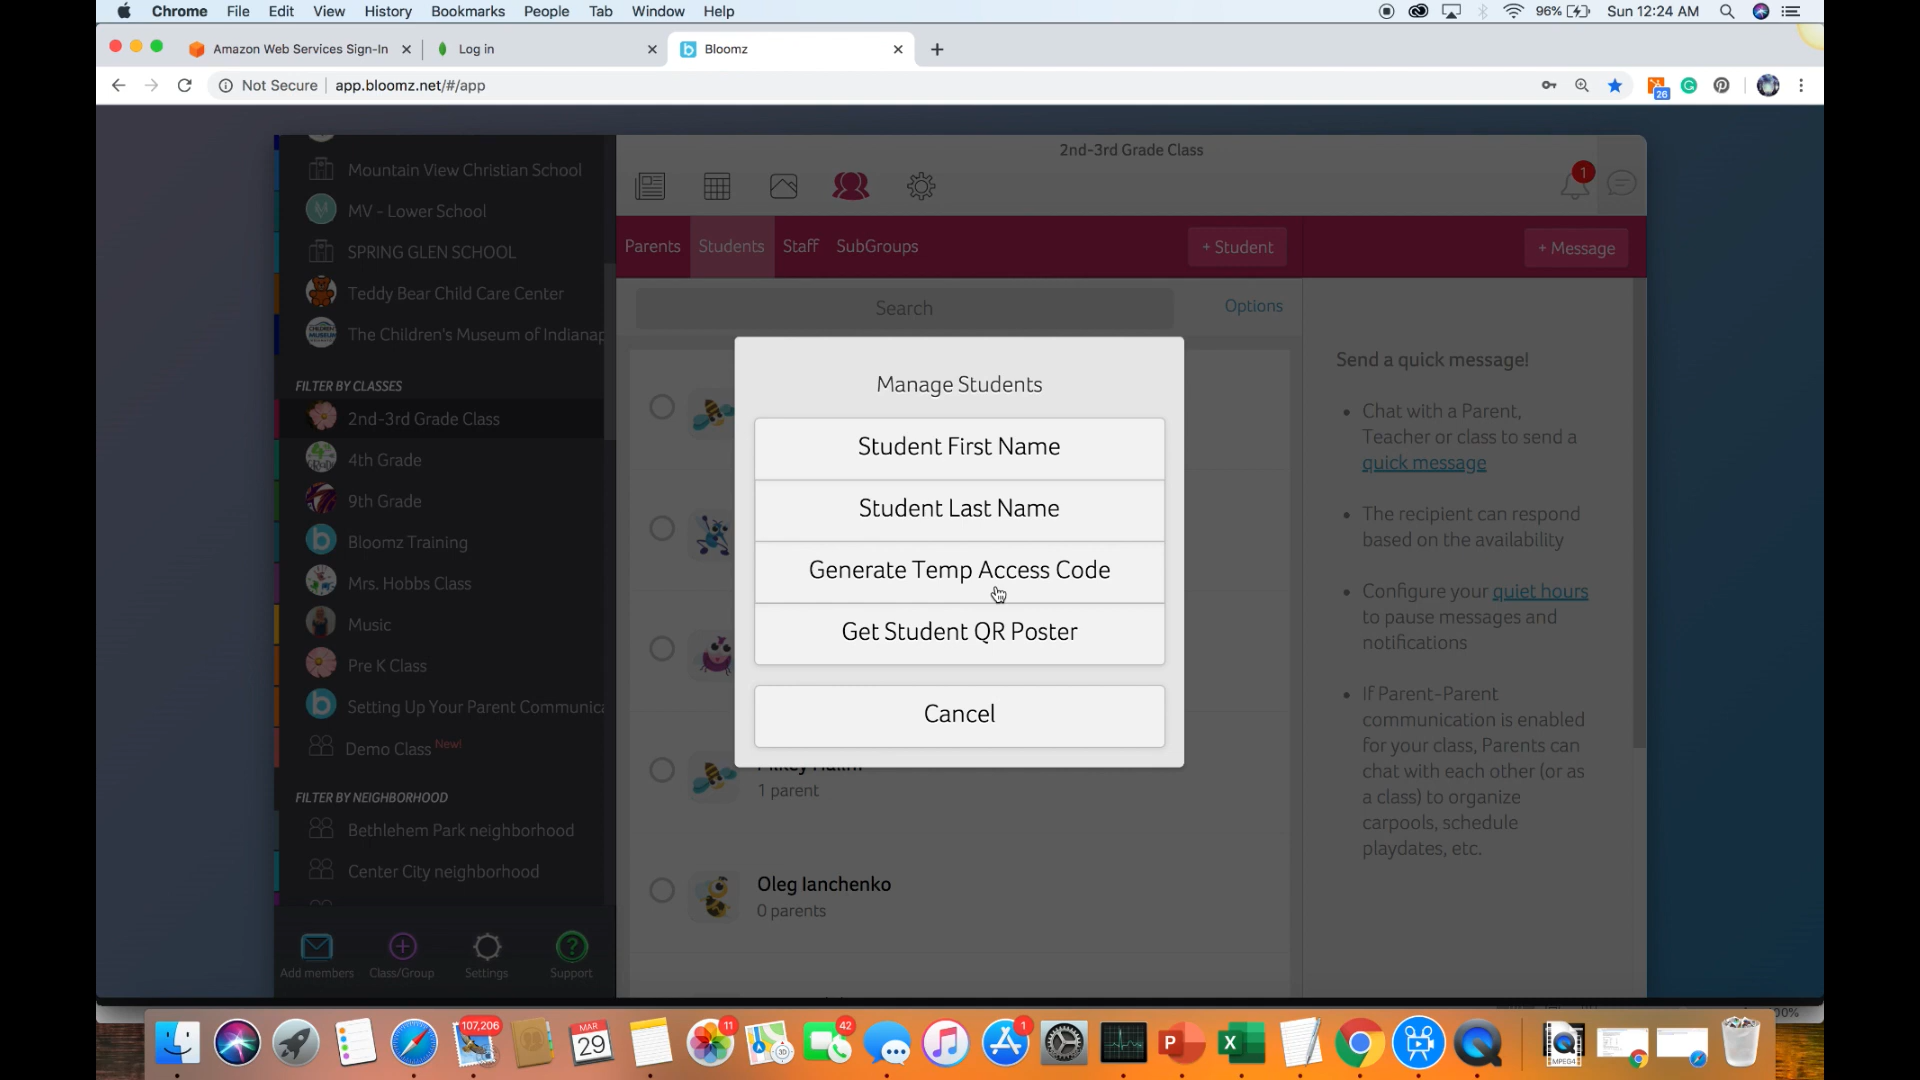 Chrome File Edit View History Bookmarks People Tab Window Help
96% Sun 12:24 AM
Amazon Web Services Sign-In
Log in
Bloomz
Not Secure app.bloomz.net/#/app
26
Mountain View Christian School
MV - Lower School
SPRING GLEN SCHOOL
Teddy Bear Child Care Center
The Children's Museum of Indianap
FILTER BY CLASSES
2nd-3rd Grade Class
4th Grade
9th Grade
Bloomz Training
Mrs. Hobbs Class
Music
Pre K Class
Setting Up Your Parent Communica
Demo Class New!
FILTER BY NEIGHBORHOOD
Bethlehem Park neighborhood
Center City neighborhood
Add members Class/Group Settings Support
2nd-3rd Grade Class
1
Parents Students Staff SubGroups + Student + Message
Search Options
Manage Students
Student First Name
Student Last Name
Generate Temp Access Code
Get Student QR Poster
Cancel
1 parent
Oleg Ianchenko
0 parents
Send a quick message!
• Chat with a Parent,
Teacher or class to send a
quick message
• The recipient can respond
based on the availability
• Configure your quiet hours
to pause messages and
notifications
• If Parent-Parent
communication is enabled
for your class, Parents can
chat with each other (or as
a class) to organize
carpools, schedule
playdates, etc.
107,206
MAR
29
11
3D
42
1
P
X
MPEG4